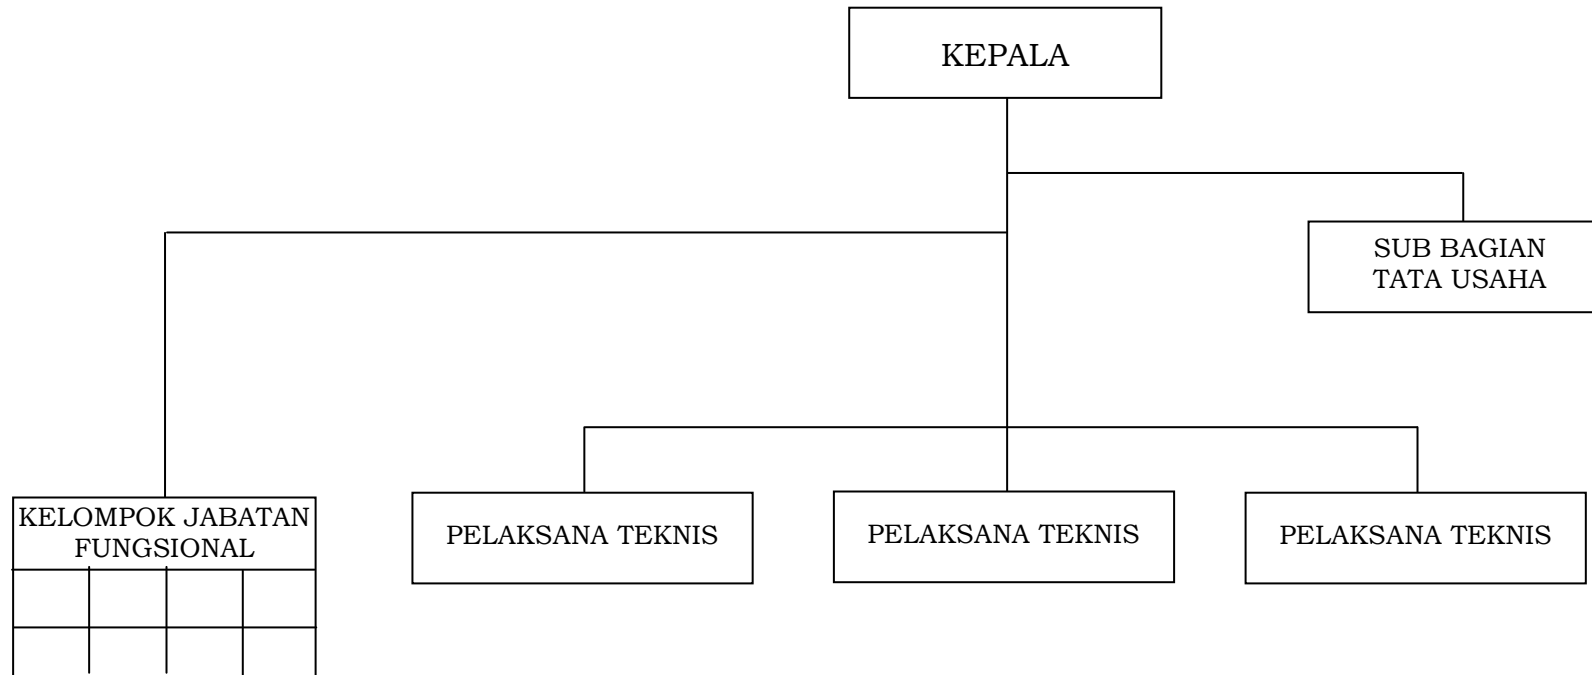 KEPALA
SUB BAGIAN
TATA USAHA
KELOMPOK JABATAN
FUNGSIONAL
PELAKSANA TEKNIS
PELAKSANA TEKNIS
PELAKSANA TEKNIS